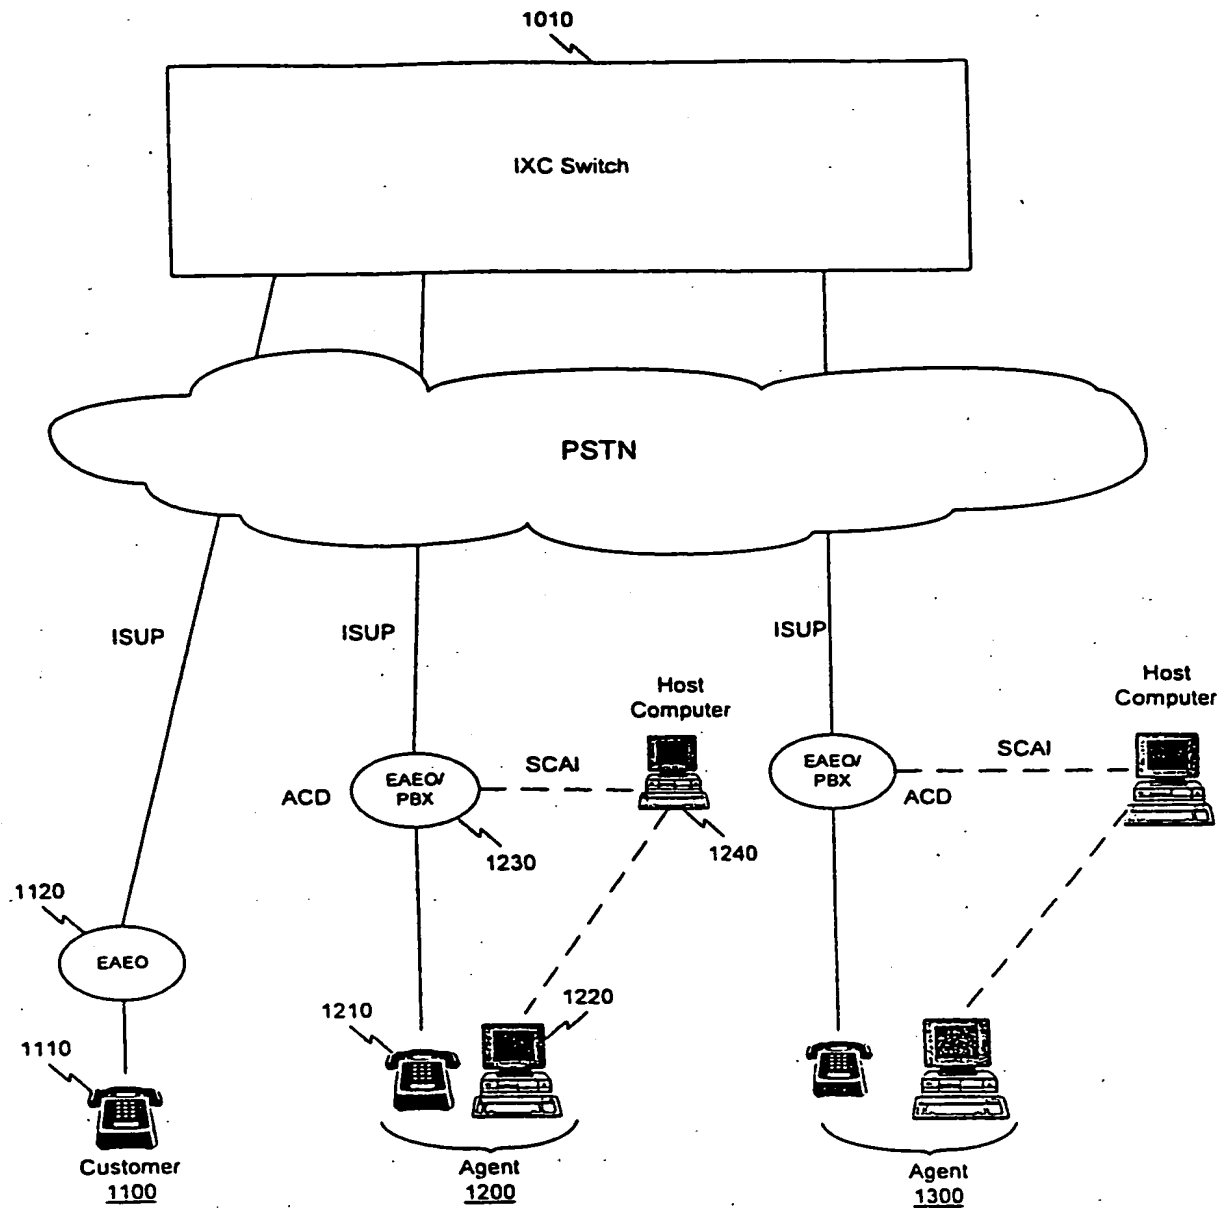 1010
IXC Switch
PSTN
ISUP
ISUP
ISUP
Host
Computer
Host
Computer
SCAI
SCAI
EAEO/
PBX
EAEO/
PBX
ACD
ACD
1230
1240
1120
EAEO
1210
1220
1110
Customer
1100
Agent
1200
Agent
1300